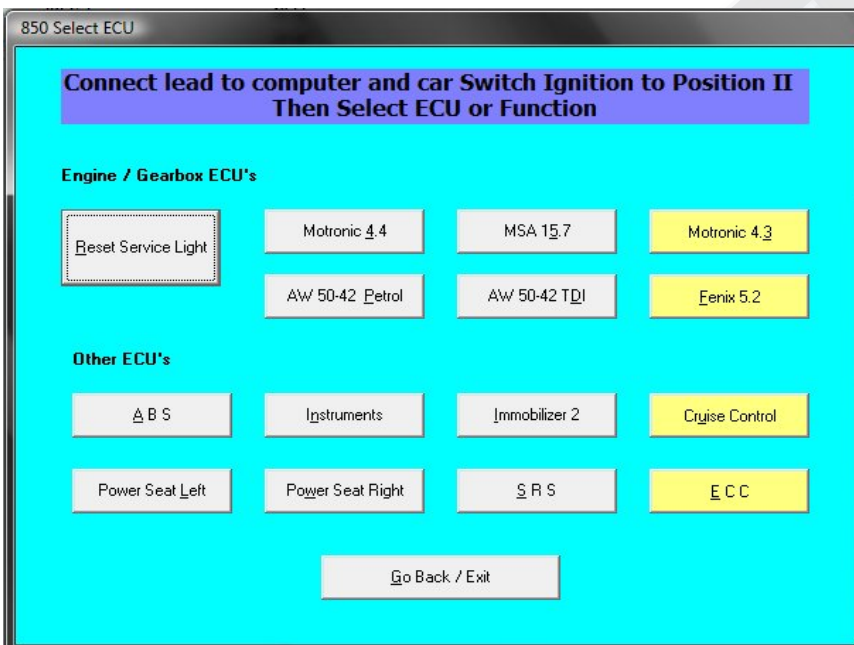 850 Select ECU
Connect lead to computer and car Switch Ignition to Position II
Then Select ECU or Function
Engine / Gearbox ECU's
Reset Service Light
Motronic 4.4
MSA 15.7
Motronic 4.3
AW 50-42 Petrol
AW 50-42 TDI
Fenix 5.2
Other ECU's
A B S
Instruments
Immobilizer 2
Cruise Control
Power Seat Left
Power Seat Right
S R S
E C C
Go Back / Exit